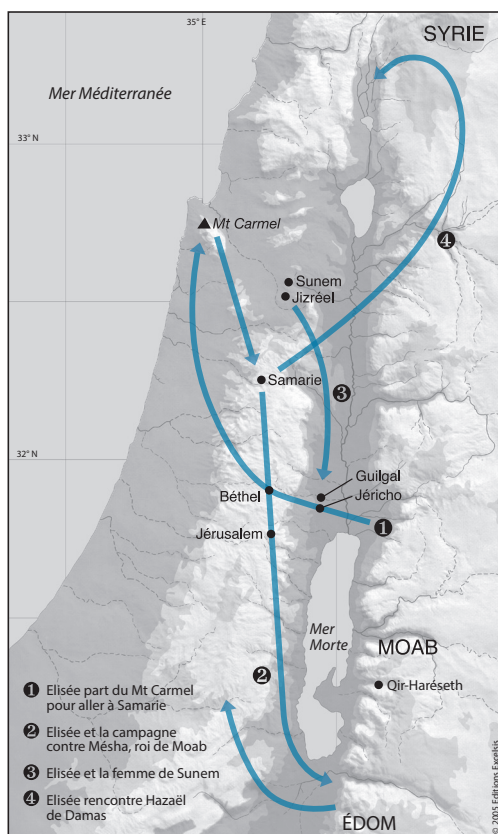 35° E
SYRIE
Mer Méditerranée
33° N
Mt Carmel
4
Sunem
Jizréel
Samarie
3
32° N
Guilgal
Béthel
Jéricho
1
Jérusalem
Mer
Morte
MOAB
2
Qir-Haréseth
1 Elisée part du Mt Carmel
pour aller à Samarie
2 Elisée et la campagne
contre Mésha, roi de Moab
3 Elisée et la femme de Sunem
4 Elisée rencontre Hazaël
de Damas
ÉDOM
© 2005 Editions Excelsis